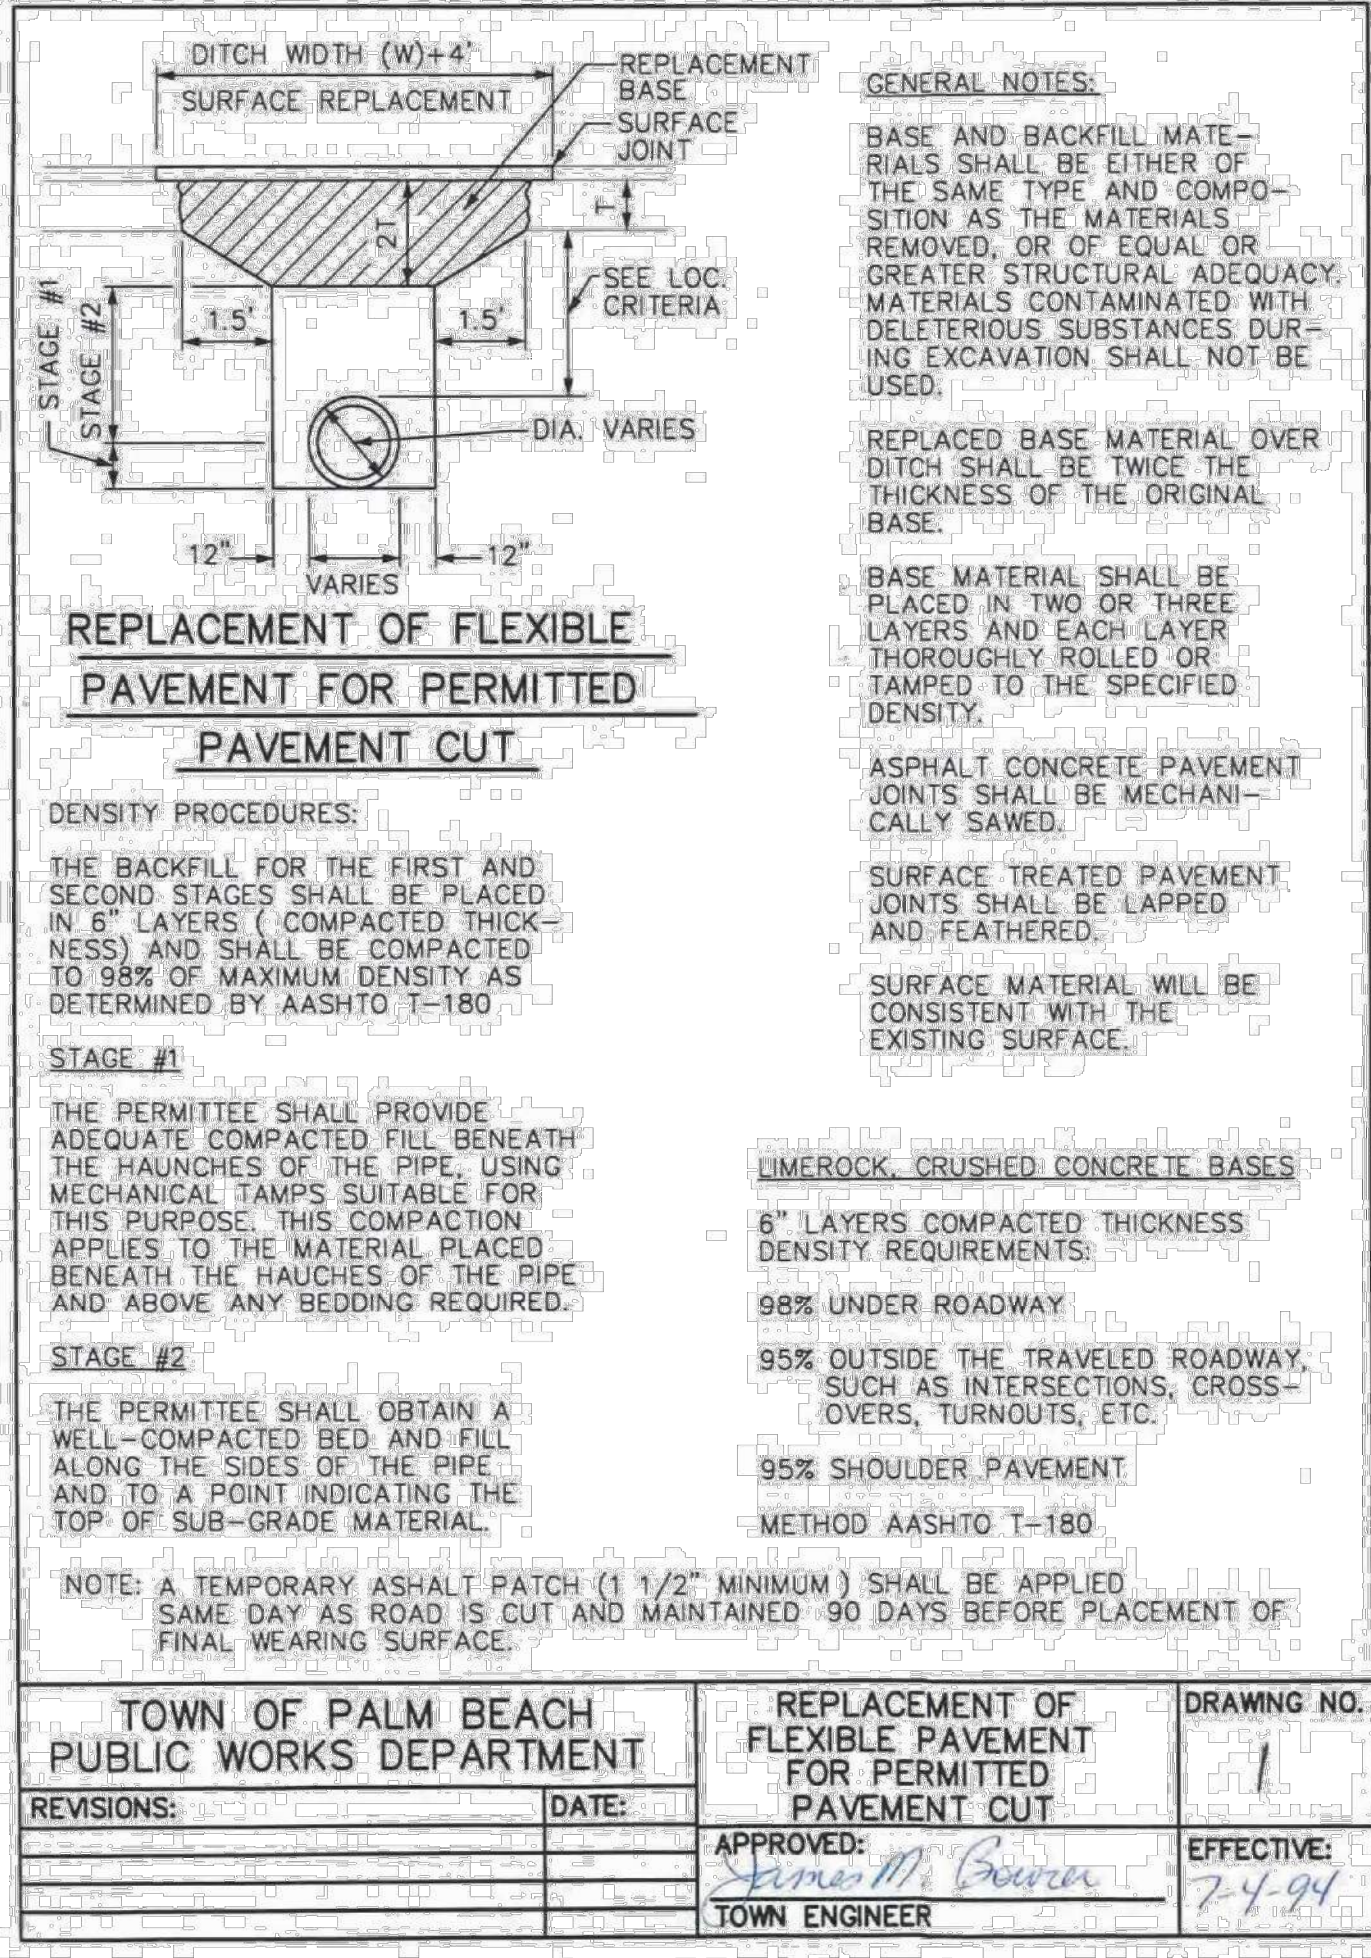 DITCH WIDTH (W)+4'
SURFACE REPLACEMENT
REPLACEMENT
BASE
SURFACE
JOINT
T
2T
SEE LOC.
CRITERIA
STAGE #1
STAGE #2
1.5'
1.5'
DIA. VARIES
12"
12"
VARIES
REPLACEMENT OF FLEXIBLE
PAVEMENT FOR PERMITTED
PAVEMENT CUT
DENSITY PROCEDURES:
THE BACKFILL FOR THE FIRST AND
SECOND STAGES SHALL BE PLACED
IN 6" LAYERS ( COMPACTED THICK-
NESS) AND SHALL BE COMPACTED
TO 98% OF MAXIMUM DENSITY AS
DETERMINED BY AASHTO T-180
STAGE #1
THE PERMITTEE SHALL PROVIDE
ADEQUATE COMPACTED FILL BENEATH
THE HAUNCHES OF THE PIPE, USING
MECHANICAL TAMPS SUITABLE FOR
THIS PURPOSE. THIS COMPACTION
APPLIES TO THE MATERIAL PLACED
BENEATH THE HAUCHES OF THE PIPE
AND ABOVE ANY BEDDING REQUIRED.
STAGE #2
THE PERMITTEE SHALL OBTAIN A
WELL-COMPACTED BED AND FILL
ALONG THE SIDES OF THE PIPE
AND TO A POINT INDICATING THE
TOP OF SUB-GRADE MATERIAL.
GENERAL NOTES:
BASE AND BACKFILL MATE-
RIALS SHALL BE EITHER OF
THE SAME TYPE AND COMPO-
SITION AS THE MATERIALS
REMOVED, OR OF EQUAL OR
GREATER STRUCTURAL ADEQUACY.
MATERIALS CONTAMINATED WITH
DELETERIOUS SUBSTANCES DUR-
ING EXCAVATION SHALL NOT BE
USED.
REPLACED BASE MATERIAL OVER
DITCH SHALL BE TWICE THE
THICKNESS OF THE ORIGINAL
BASE.
BASE MATERIAL SHALL BE
PLACED IN TWO OR THREE
LAYERS AND EACH LAYER
THOROUGHLY ROLLED OR
TAMPED TO THE SPECIFIED
DENSITY.
ASPHALT CONCRETE PAVEMENT
JOINTS SHALL BE MECHANI-
CALLY SAWED.
SURFACE TREATED PAVEMENT
JOINTS SHALL BE LAPPED
AND FEATHERED.
SURFACE MATERIAL WILL BE
CONSISTENT WITH THE
EXISTING SURFACE.
LIMEROCK, CRUSHED CONCRETE BASES
6" LAYERS COMPACTED THICKNESS
DENSITY REQUIREMENTS:
98% UNDER ROADWAY
95% OUTSIDE THE TRAVELED ROADWAY,
SUCH AS INTERSECTIONS, CROSS-
OVERS, TURNOUTS, ETC.
95% SHOULDER PAVEMENT
METHOD AASHTO T-180
NOTE: A TEMPORARY ASHALT PATCH (1 1/2" MINIMUM ) SHALL BE APPLIED
SAME DAY AS ROAD IS CUT AND MAINTAINED 90 DAYS BEFORE PLACEMENT OF
FINAL WEARING SURFACE.
TOWN OF PALM BEACH
PUBLIC WORKS DEPARTMENT
REVISIONS:
DATE:
REPLACEMENT OF
FLEXIBLE PAVEMENT
FOR PERMITTED
PAVEMENT CUT
APPROVED:
James M. Bowser
TOWN ENGINEER
DRAWING NO.
1
EFFECTIVE:
7-4-94